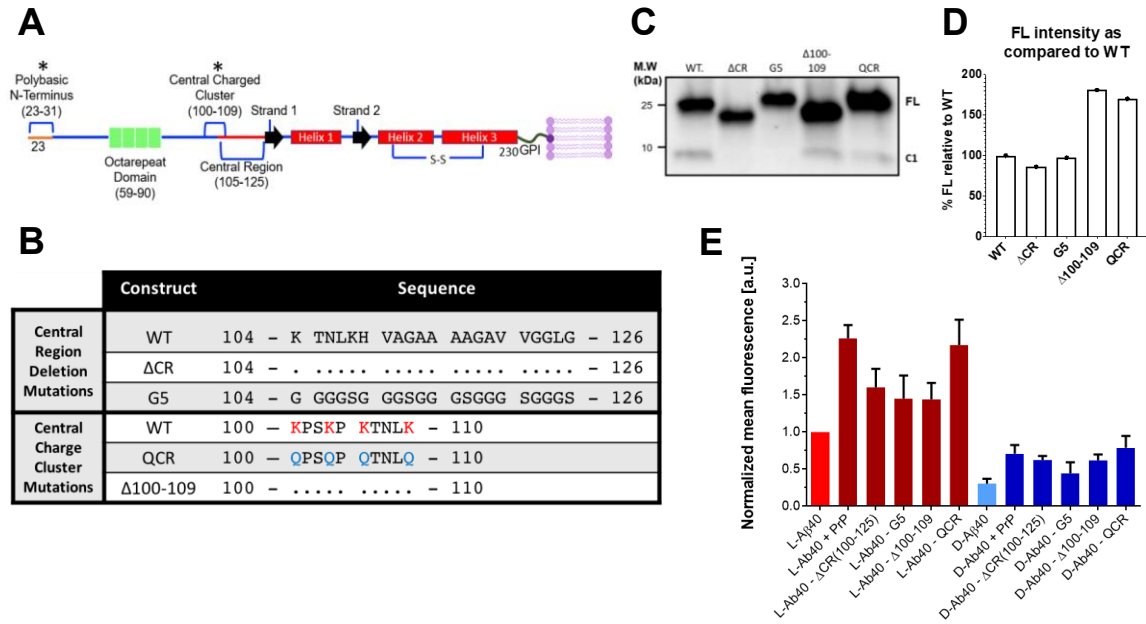 A
*
Polybasic
N-Terminus
(23-31)
*
Central Charged
Cluster
(100-109)
Strand 1
Strand 2
23
Helix 1
Helix 2
Helix 3
230
GPI
S-S
Octarepeat
Domain
(59-90)
Central Region
(105-125)
B
Construct Sequence
Central
Region
Deletion
Mutations
WT 104 – K TNLKH VAGAA AAGAV VGGLG – 126
ΔCR 104 – . ..... ..... ..... ..... – 126
G5 104 – G GGGSG GGSGG GSGGG SGGGS – 126
Central
Charge
Cluster
Mutations
WT 100 – KPSKP KTNLK – 110
QCR 100 – QPSQP QTNLQ – 110
Δ100-109 100 – ..... ..... – 110
C
M.W
(kDa)
WT.
ΔCR
G5
Δ100-
109
QCR
25
10
FL
C1
D
FL intensity as
compared to WT
% FL relative to WT
200
150
100
50
0
WT
ΔCR
G5
Δ100-109
QCR
E
Normalized mean fluorescence [a.u.]
3.0
2.5
2.0
1.5
1.0
0.5
0.0
L-Aβ40
L-Ab40 + PrP
L-Ab40 - ΔCR(100-125)
L-Ab40 - G5
L-Ab40 - Δ100-109
L-Ab40 - QCR
D-Aβ40
D-Ab40 + PrP
D-Ab40 - ΔCR(100-125)
D-Ab40 - G5
D-Ab40 - Δ100-109
D-Ab40 - QCR